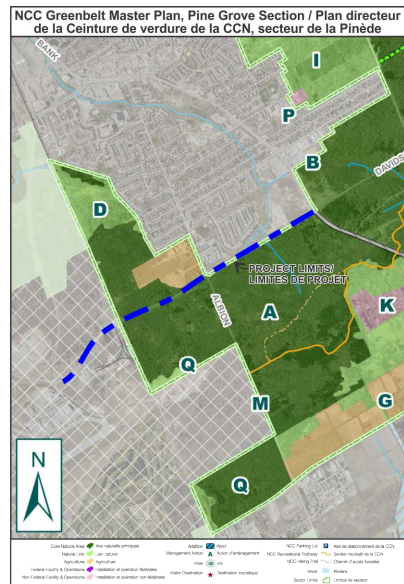 NCC Greenbelt Master Plan, Pine Grove Section / Plan directeur
de la Ceinture de verdure de la CCN, secteur de la Pinède
BANK
I
P
B
DAVIDS
D
PROJECT LIMITS/
LIMITES DE PROJET
ALBION
A
K
Q
M
G
Q
N
Core Natural Area Aire naturelle principale
Natural Link Lien naturel
Agriculture Agriculture
Federal Facility & Operations Installation et opération fédérales
Non-Federal Facility & Operations Installation et opération non-fédérales
Addition Ajout
Management Action Action d'aménagement
View Vue
Visitor Destination Destination touristique
NCC Parking Lot Aire de stationnement de la CCN
NCC Recreational Pathway Sentier récréatif de la CCN
NCC Hiking Trail Chemin d'accès forestier
River Rivière
Sector Limits Limites de secteur